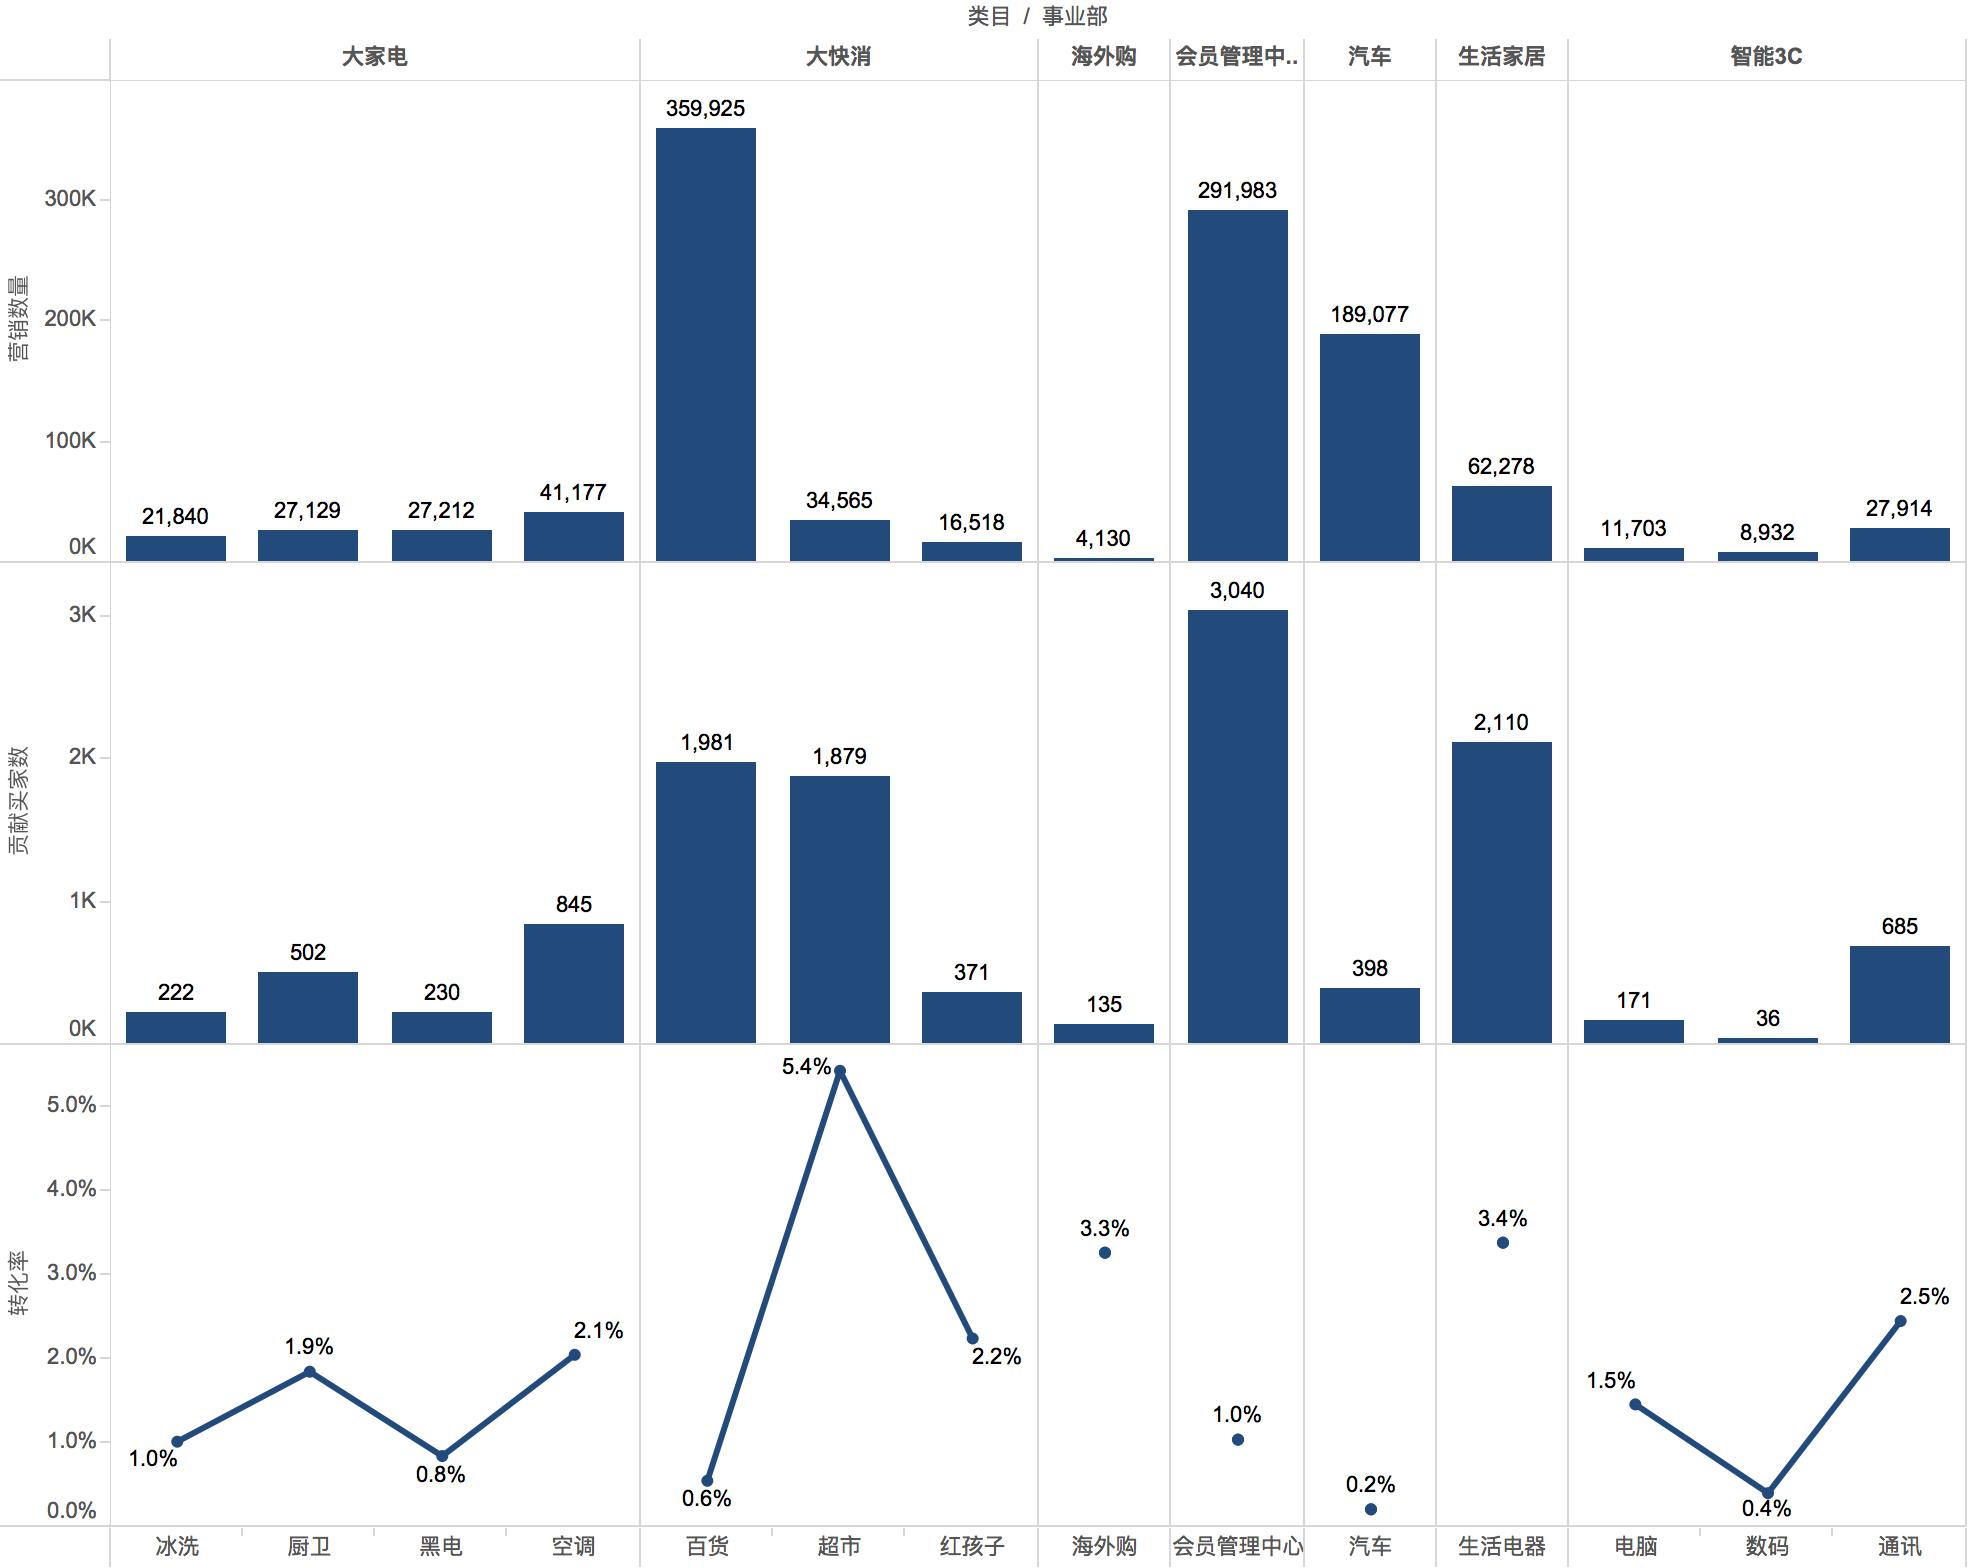 类目 / 事业部
大家电 大快消 海外购 会员管理中.. 汽车 生活家居 智能3C
营销数量
300K
200K
100K
0K
21,840 27,129 27,212 41,177 359,925 34,565 16,518 4,130 291,983 189,077 62,278 11,703 8,932 27,914
贡献买家数
3K
2K
1K
0K
222 502 230 845 1,981 1,879 371 135 3,040 398 2,110 171 36 685
转化率
5.0%
4.0%
3.0%
2.0%
1.0%
0.0%
1.0% 1.9% 0.8% 2.1% 0.6% 5.4% 2.2% 3.3% 1.0% 0.2% 3.4% 1.5% 0.4% 2.5%
冰洗 厨卫 黑电 空调 百货 超市 红孩子 海外购 会员管理中心 汽车 生活电器 电脑 数码 通讯